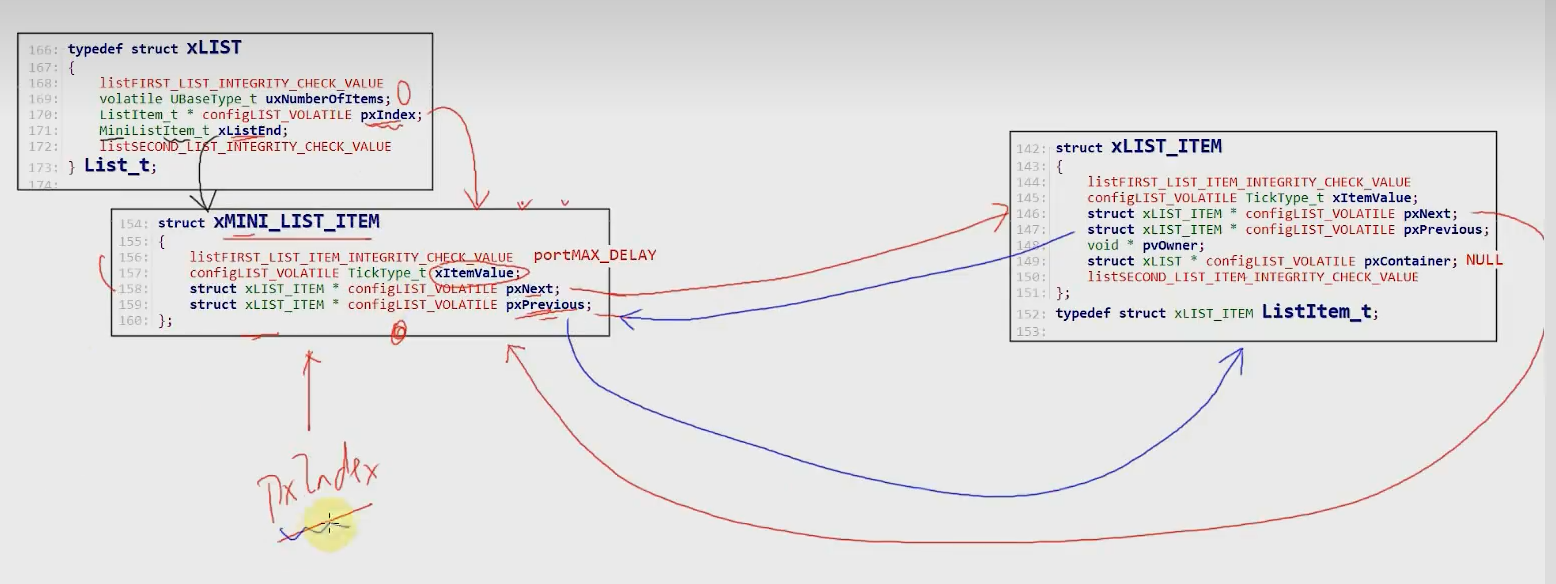 166: typedef struct xLIST
167: {
168: listFIRST_LIST_INTEGRITY_CHECK_VALUE
169: volatile UBaseType_t uxNumberOfItems; 0
170: ListItem_t * configLIST_VOLATILE pxIndex;
171: MiniListItem_t xListEnd;
172: listSECOND_LIST_INTEGRITY_CHECK_VALUE
173: } List_t;
174:
154: struct xMINI_LIST_ITEM
155: {
156: listFIRST_LIST_ITEM_INTEGRITY_CHECK_VALUE portMAX_DELAY
157: configLIST_VOLATILE TickType_t xItemValue;
158: struct xLIST_ITEM * configLIST_VOLATILE pxNext;
159: struct xLIST_ITEM * configLIST_VOLATILE pxPrevious;
160: };
142: struct xLIST_ITEM
143: {
144: listFIRST_LIST_ITEM_INTEGRITY_CHECK_VALUE
145: configLIST_VOLATILE TickType_t xItemValue;
146: struct xLIST_ITEM * configLIST_VOLATILE pxNext;
147: struct xLIST_ITEM * configLIST_VOLATILE pxPrevious;
148: void * pvOwner;
149: struct xLIST * configLIST_VOLATILE pxContainer; NULL
150: listSECOND_LIST_ITEM_INTEGRITY_CHECK_VALUE
151: };
152: typedef struct xLIST_ITEM ListItem_t;
153:
pxIndex